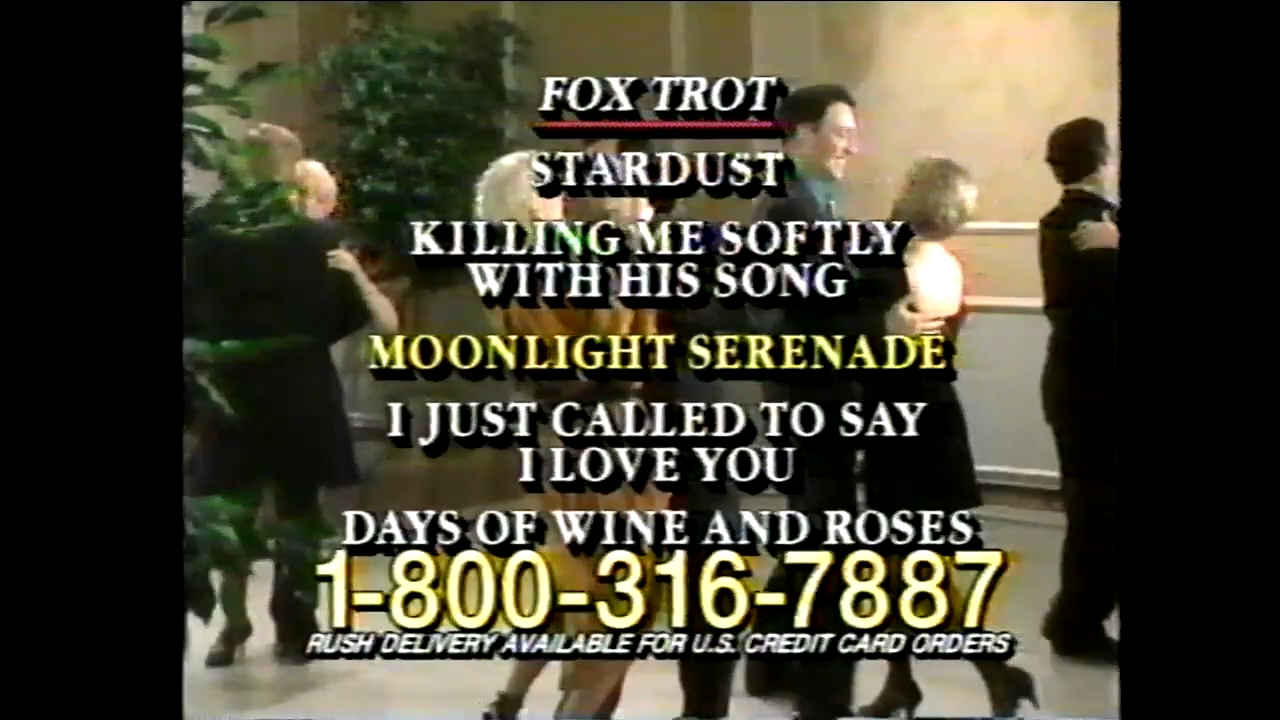 FOX TROT
STARDUST
KILLING ME SOFTLY
WITH HIS SONG
MOONLIGHT SERENADE
I JUST CALLED TO SAY
I LOVE YOU
DAYS OF WINE AND ROSES
1-800-316-7887
RUSH DELIVERY AVAILABLE FOR U.S. CREDIT CARD ORDERS